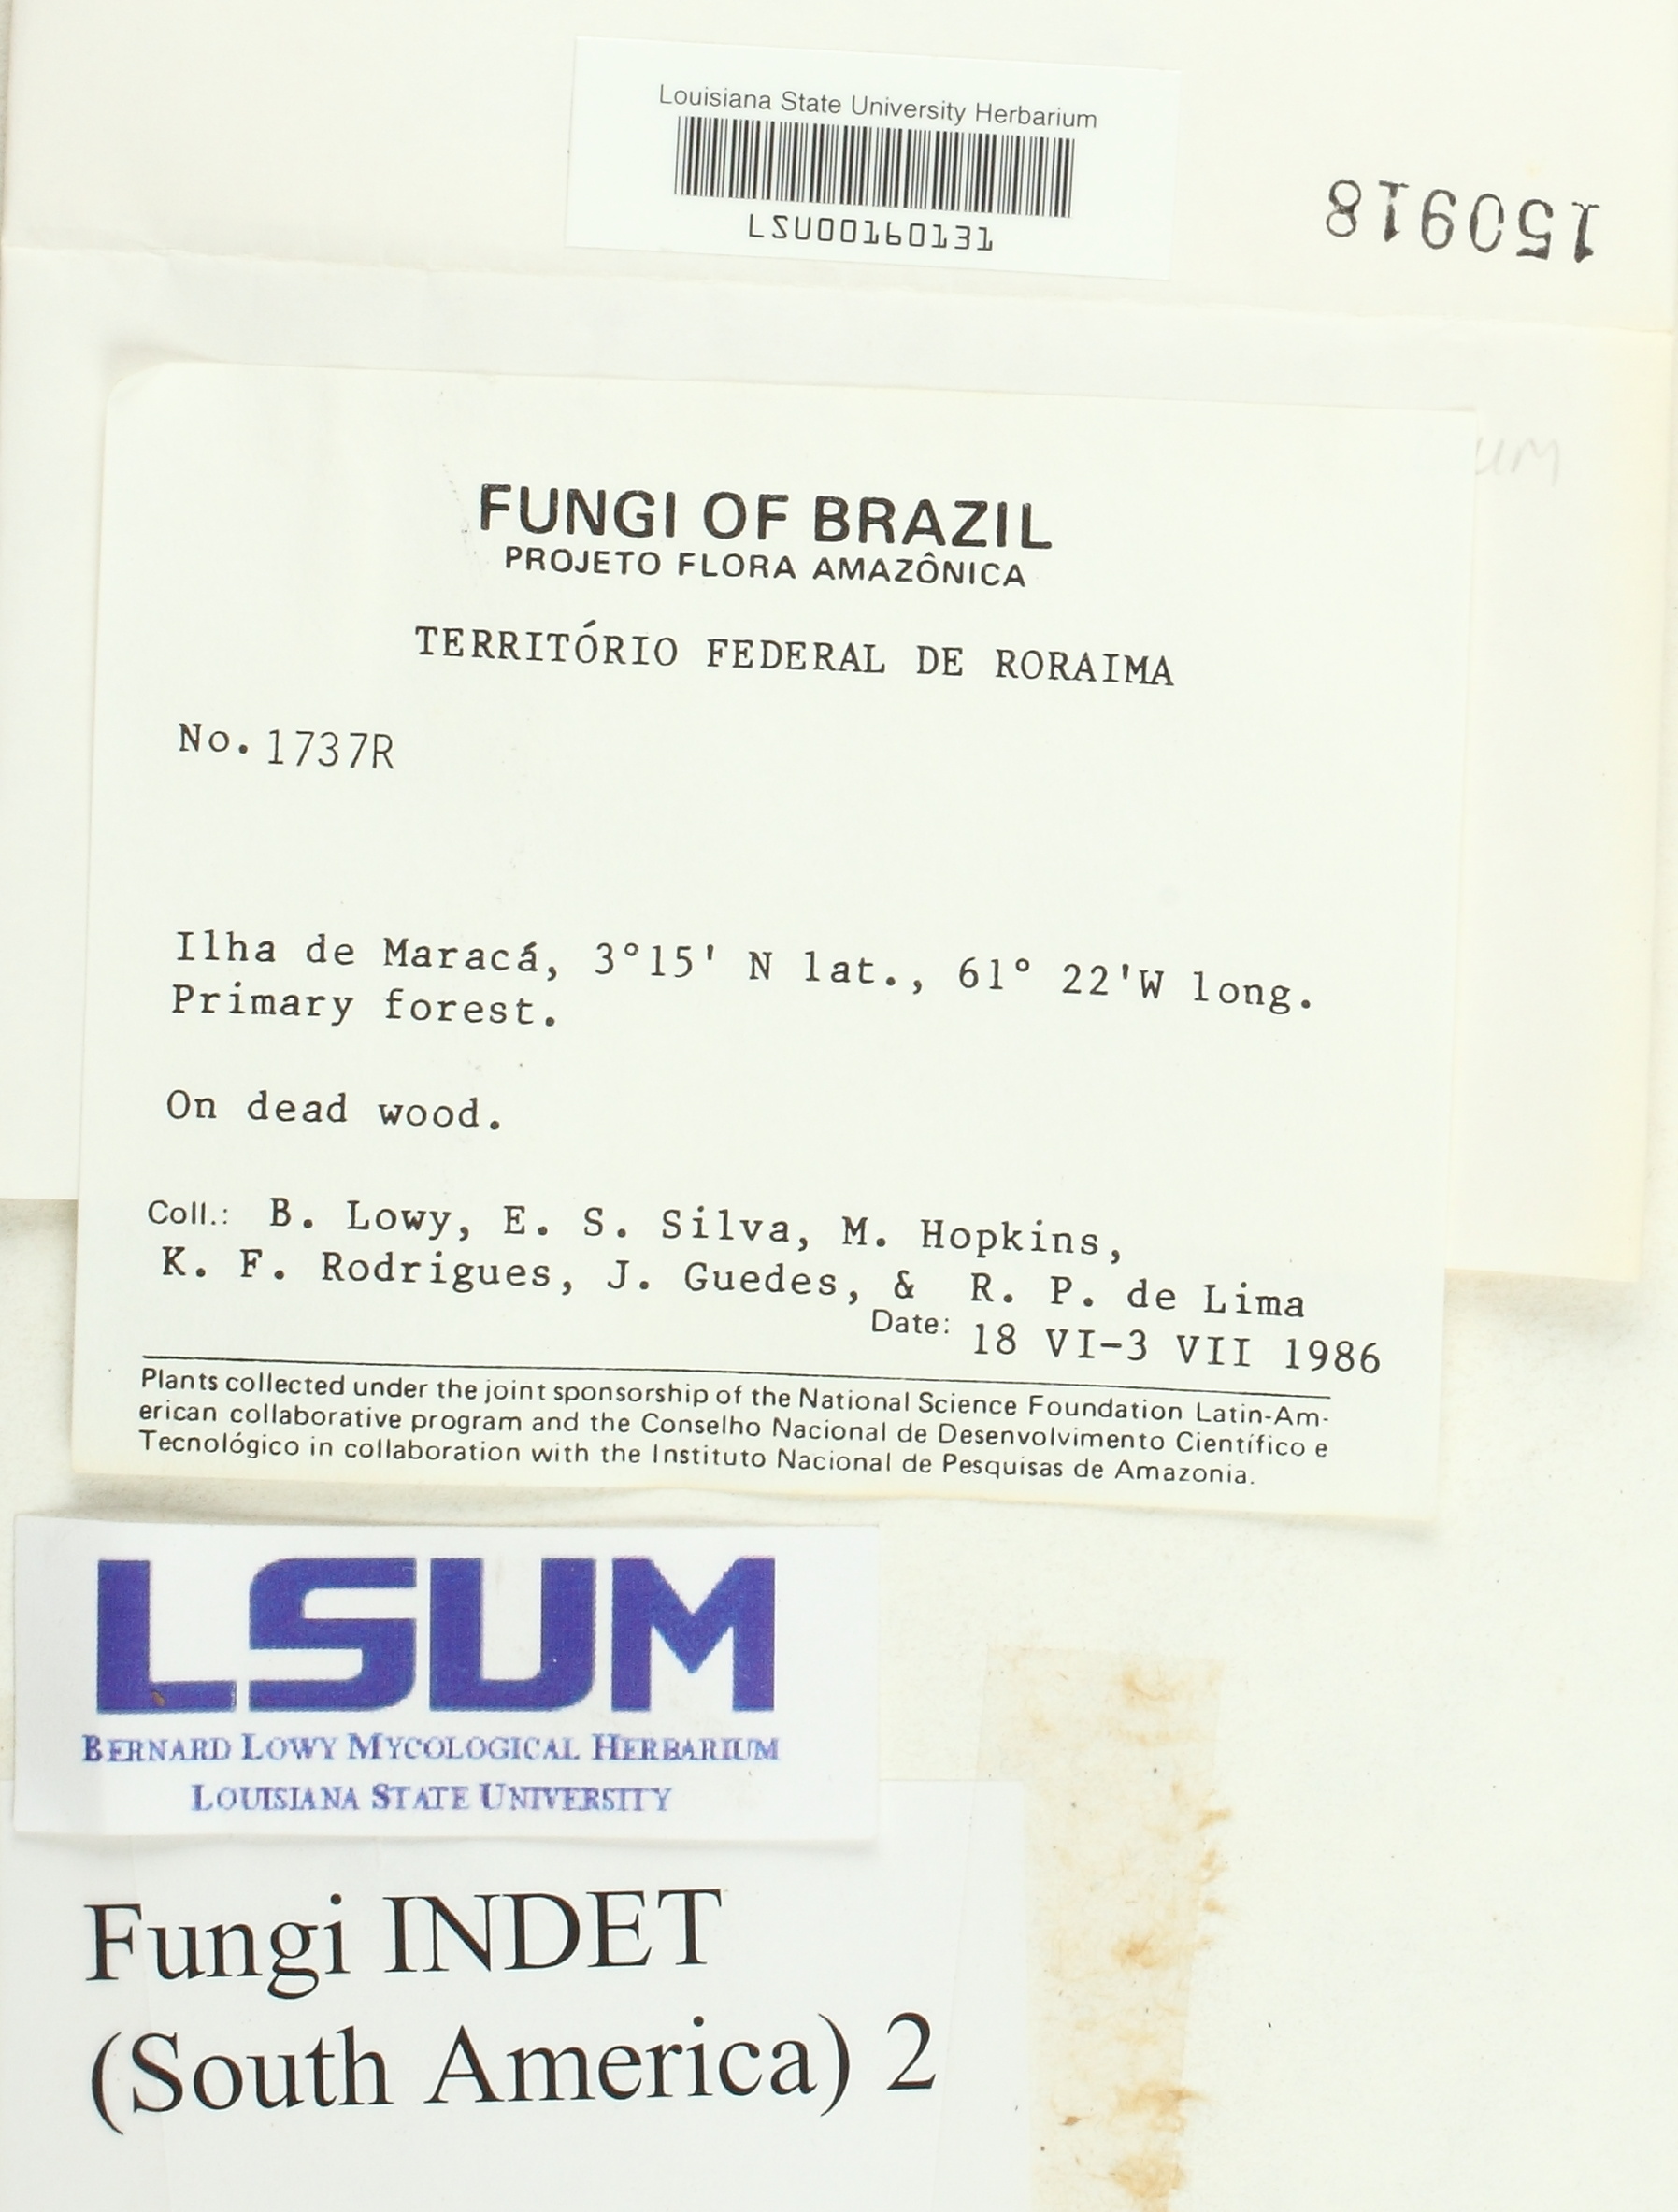 Louisiana State University Herbarium
LSU00160131
150918
UM
FUNGI OF BRAZIL
PROJETO FLORA AMAZÔNICA
TERRITÓRIO FEDERAL DE RORAIMA
No. 1737R
Ilha de Maracá, 3°15' N lat., 61° 22'W long.
Primary forest.
On dead wood.
Coll.: B. Lowy, E. S. Silva, M. Hopkins,
K. F. Rodrigues, J. Guedes, & R. P. de Lima
Date: 18 VI-3 VII 1986
Plants collected under the joint sponsorship of the National Science Foundation Latin-Am-
erican collaborative program and the Conselho Nacional de Desenvolvimento Científico e
Tecnológico in collaboration with the Instituto Nacional de Pesquisas de Amazonia.
LSUM
BERNARD LOWY MYCOLOGICAL HERBARIUM
LOUISIANA STATE UNIVERSITY
Fungi INDET
(South America) 2